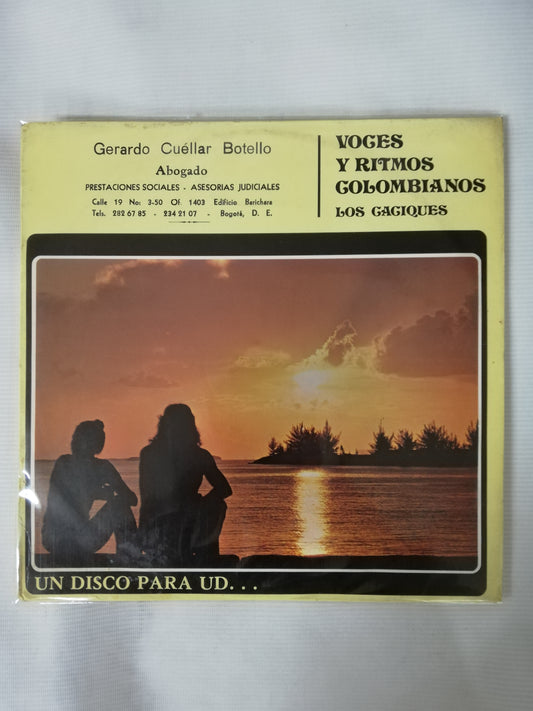 Gerardo Cuéllar Botello
Abogado
PRESTACIONES SOCIALES - ASESORIAS JUDICIALES
Calle 19 No: 3-50 Of. 1403 Edificio Barichara
Tels. 282 67 85 - 234 21 07 - Bogotá, D. E.
VOCES
Y RITMOS
COLOMBIANOS
LOS CACIQUES
UN DISCO PARA UD. . .